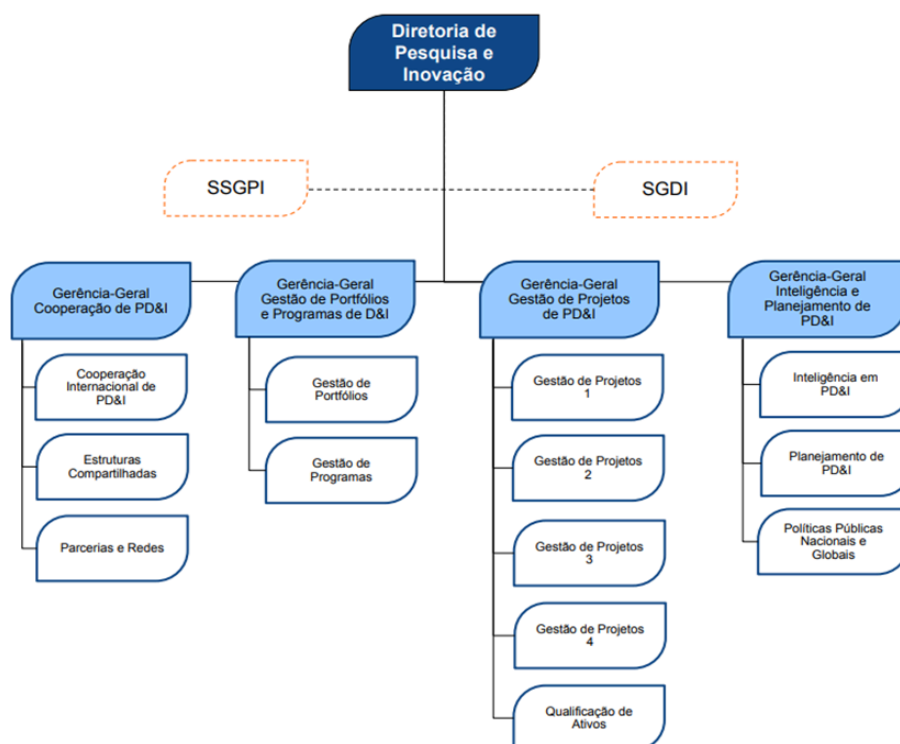 Diretoria de
Pesquisa e
Inovação
SSGPI
SGDI
Gerência-Geral
Cooperação de PD&I
Cooperação
Internacional de
PD&I
Estruturas
Compartilhadas
Parcerias e Redes
Gerência-Geral
Gestão de Portfólios
e Programas de D&I
Gestão de
Portfólios
Gestão de
Programas
Gerência-Geral
Gestão de Projetos
de PD&I
Gestão de Projetos
1
Gestão de Projetos
2
Gestão de Projetos
3
Gestão de Projetos
4
Qualificação de
Ativos
Gerência-Geral
Inteligência e
Planejamento de
PD&I
Inteligência em
PD&I
Planejamento de
PD&I
Políticas Públicas
Nacionais e
Globais